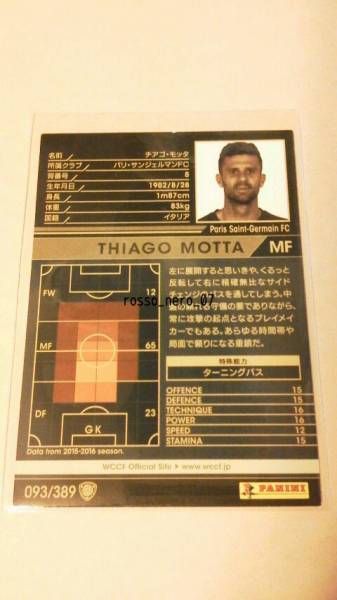 名前 チアゴ・モッタ
所属クラブ パリ・サンジェルマンFC
背番号 8
生年月日 1982/8/28
身長 1m87cm
体重 83kg
国籍 イタリア
Paris Saint-Germain FC
THIAGO MOTTA MF
FW 12
MF 65
DF 23
GK
Data from 2015-2016 season.
左に展開すると思いきや、くるっと
反転して右に精確無比なサイド
チェンジパスを通してしまう。中
盤の
れる守備の要でありながら、
常に攻撃の起点となるプレイメイ
カーでもある。あらゆる時間帯や
局面で頼りになる重鎮だ。
rosso_nero_07
特殊能力
ターニングパス
OFFENCE 15
DEFENCE 15
TECHNIQUE 16
POWER 16
SPEED 12
STAMINA 15
WCCF Official Site ▶ www.wccf.jp
093/389
PANINI